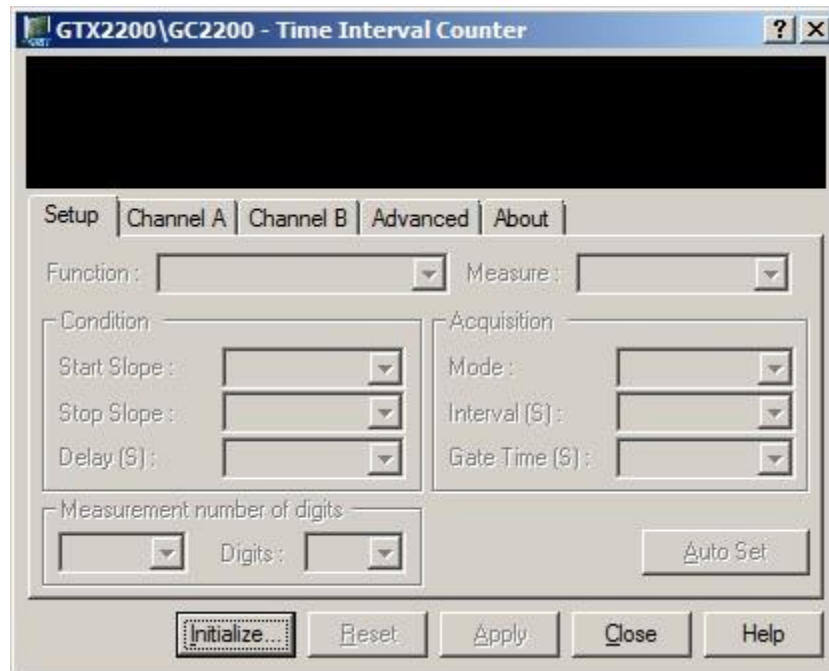 GTX2200\GC2200 - Time Interval Counter
Setup Channel A Channel B Advanced About
Function : Measure :
Condition Acquisition
Start Slope : Mode :
Stop Slope : Interval (S) :
Delay (S) : Gate Time (S) :
Measurement number of digits
Digits : Auto Set
Initialize... Reset Apply Close Help